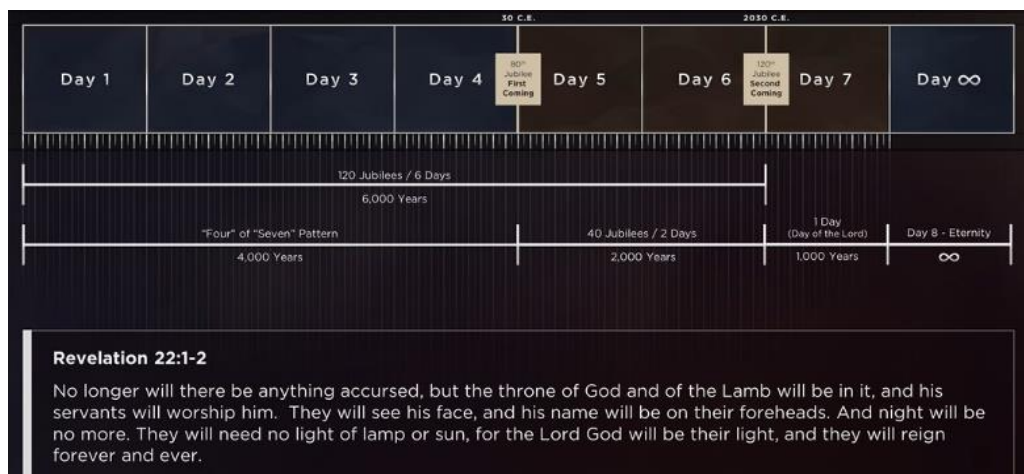 30 C.E.
2030 C.E.
Day 1
Day 2
Day 3
Day 4
80th
Jubilee
First
Coming
Day 5
Day 6
120th
Jubilee
Second
Coming
Day 7
Day ∞
120 Jubilees / 6 Days
6,000 Years
"Four" of "Seven" Pattern
4,000 Years
40 Jubilees / 2 Days
2,000 Years
1 Day
(Day of the Lord)
1,000 Years
Day 8 - Eternity
∞
Revelation 22:1-2
No longer will there be anything accursed, but the throne of God and of the Lamb will be in it, and his
servants will worship him. They will see his face, and his name will be on their foreheads. And night will be
no more. They will need no light of lamp or sun, for the Lord God will be their light, and they will reign
forever and ever.